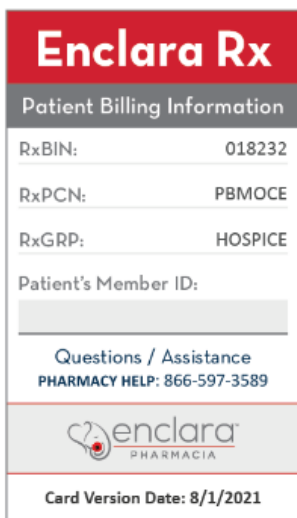 Enclara Rx
Patient Billing Information
RxBIN: 018232
RxPCN: PBMOCE
RxGRP: HOSPICE
Patient's Member ID:
Questions / Assistance
PHARMACY HELP: 866-597-3589
enclara
PHARMACIA
Card Version Date: 8/1/2021